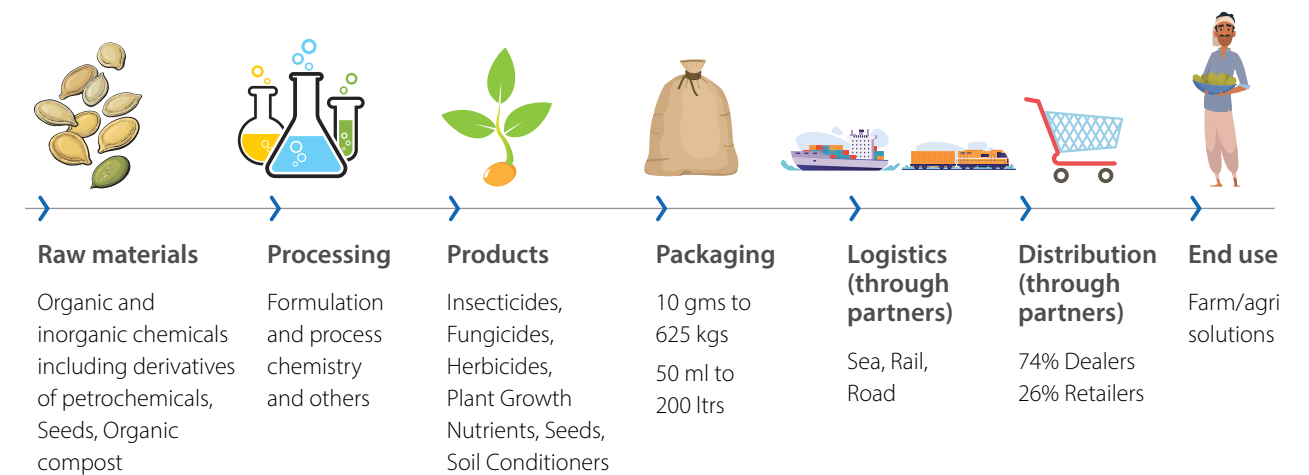 Raw materials
Organic and
inorganic chemicals
including derivatives
of petrochemicals,
Seeds, Organic
compost
Processing
Formulation
and process
chemistry
and others
Products
Insecticides,
Fungicides,
Herbicides,
Plant Growth
Nutrients, Seeds,
Soil Conditioners
Packaging
10 gms to
625 kgs
50 ml to
200 ltrs
Logistics
(through
partners)
Sea, Rail,
Road
Distribution
(through
partners)
74% Dealers
26% Retailers
End use
Farm/agri
solutions